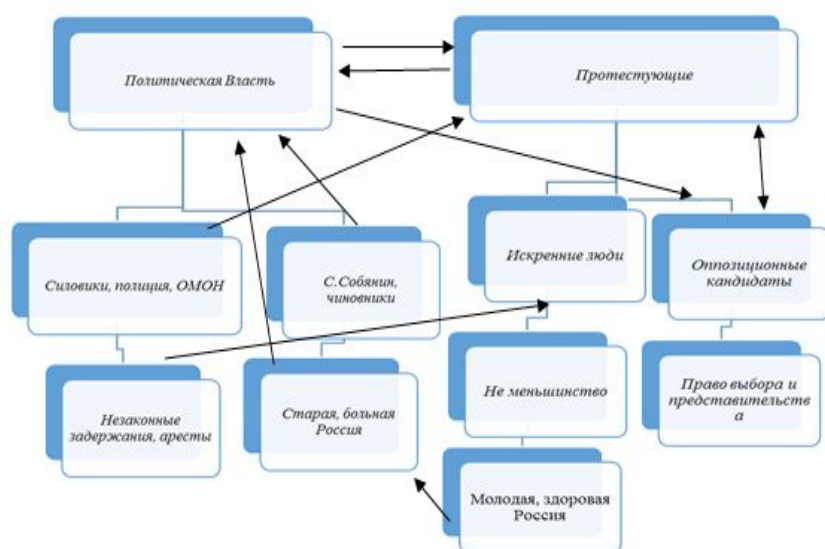 Политическая Власть
Протестующие
Силовики, полиция, ОМОН
С.Собянин,
чиновники
Искренние люди
Оппозиционные
кандидаты
Незаконные
задержания, аресты
Старая, больная
Россия
Не меньшинство
Право выбора и
представительств
а
Молодая, здоровая
Россия